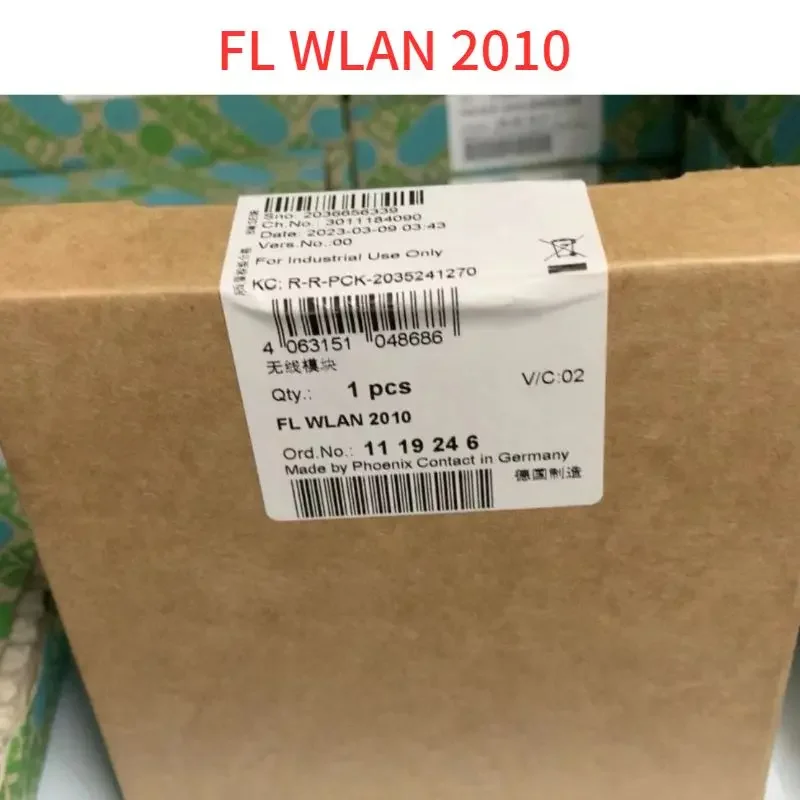 FL WLAN 2010
Sno: 2036656339
Ch.No.: 3011184090
Date: 2023-03-09 03:43
Vers.No.:00
For Industrial Use Only
KC: R-R-PCK-2035241270
4 063151 048686
无线模块
Qty.: 1 pcs
V/C:02
FL WLAN 2010
Ord.No.: 11 19 24 6
Made by Phoenix Contact in Germany
德国制造